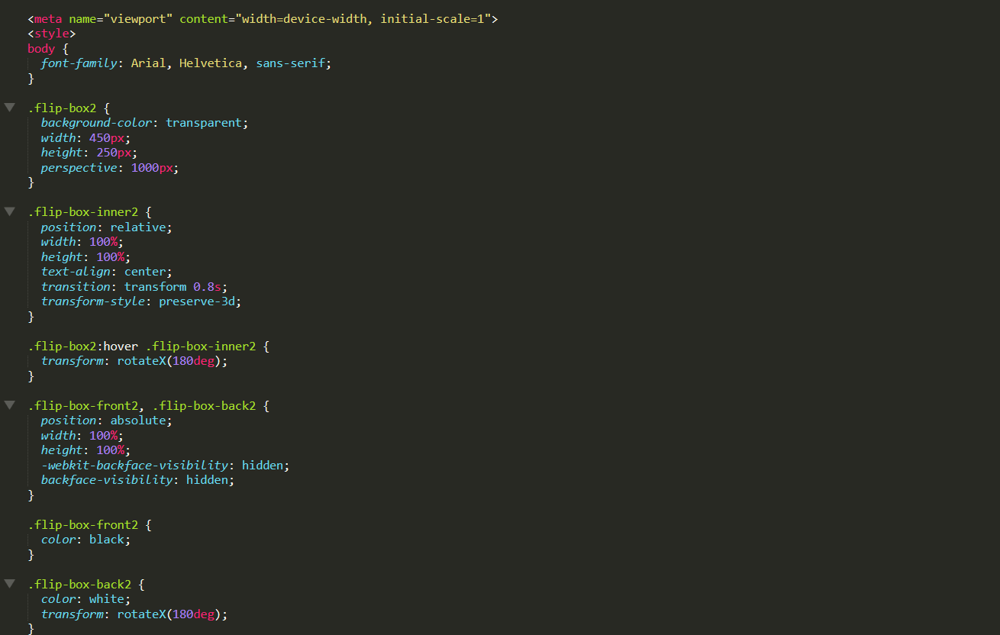 <meta name="viewport" content="width=device-width, initial-scale=1">
<style>
body {
  font-family: Arial, Helvetica, sans-serif;
}

.flip-box2 {
  background-color: transparent;
  width: 450px;
  height: 250px;
  perspective: 1000px;
}

.flip-box-inner2 {
  position: relative;
  width: 100%;
  height: 100%;
  text-align: center;
  transition: transform 0.8s;
  transform-style: preserve-3d;
}

.flip-box2:hover .flip-box-inner2 {
  transform: rotateX(180deg);
}

.flip-box-front2, .flip-box-back2 {
  position: absolute;
  width: 100%;
  height: 100%;
  -webkit-backface-visibility: hidden;
  backface-visibility: hidden;
}

.flip-box-front2 {
  color: black;
}

.flip-box-back2 {
  color: white;
  transform: rotateX(180deg);
}